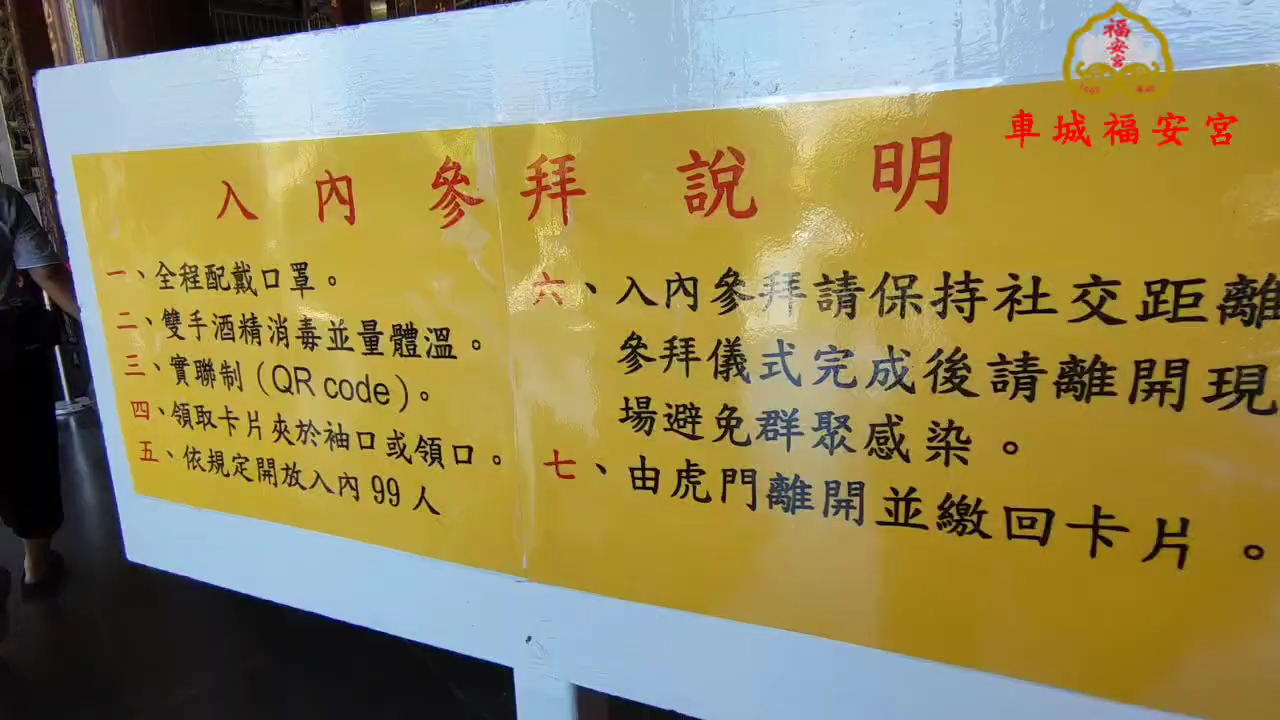 福安宮
車城福安宮
入內參拜說明
一、全程配戴口罩。
二、雙手酒精消毒並量體溫。
三、實聯制(QR code)。
四、領取卡片夾於袖口或領口。
五、依規定開放入內99人
六、入內參拜請保持社交距離
參拜儀式完成後請離開現
場避免群聚感染。
七、由虎門離開並繳回卡片。